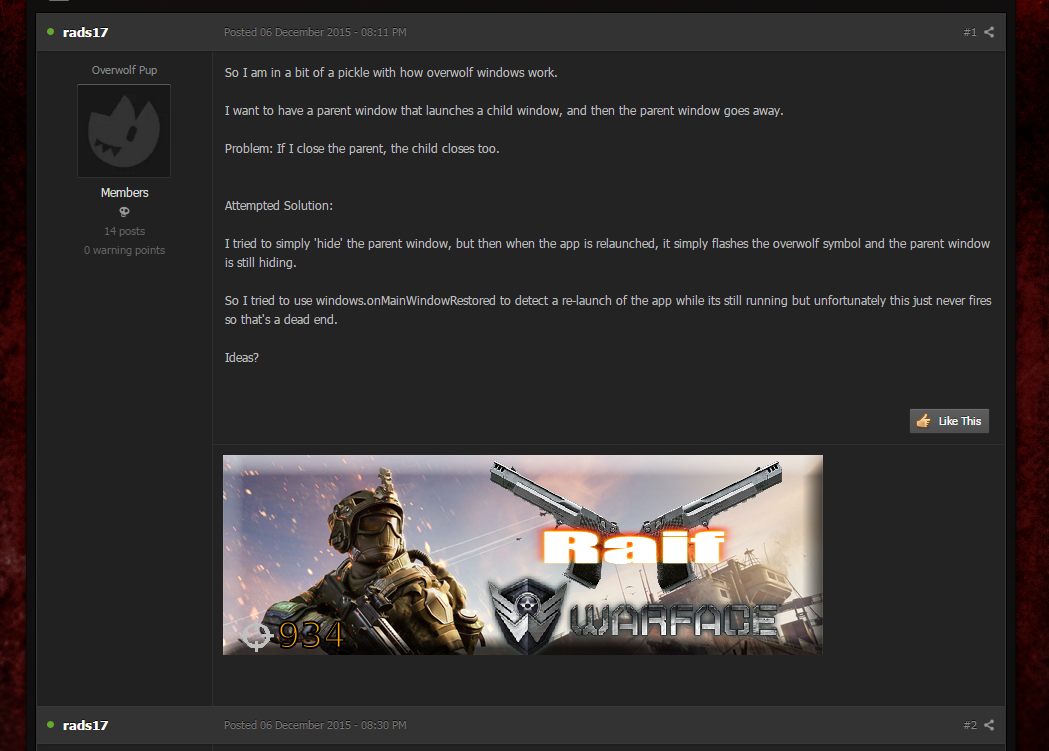 rads17
Posted 06 December 2015 - 08:11 PM
#1
Overwolf Pup
Members
14 posts
0 warning points
So I am in a bit of a pickle with how overwolf windows work.
I want to have a parent window that launches a child window, and then the parent window goes away.
Problem: If I close the parent, the child closes too.
Attempted Solution:
I tried to simply 'hide' the parent window, but then when the app is relaunched, it simply flashes the overwolf symbol and the parent window
is still hiding.
So I tried to use windows.onMainWindowRestored to detect a re-launch of the app while its still running but unfortunately this just never fires
so that's a dead end.
Ideas?
Like This
Raif
WARFACE
934
rads17
Posted 06 December 2015 - 08:30 PM
#2